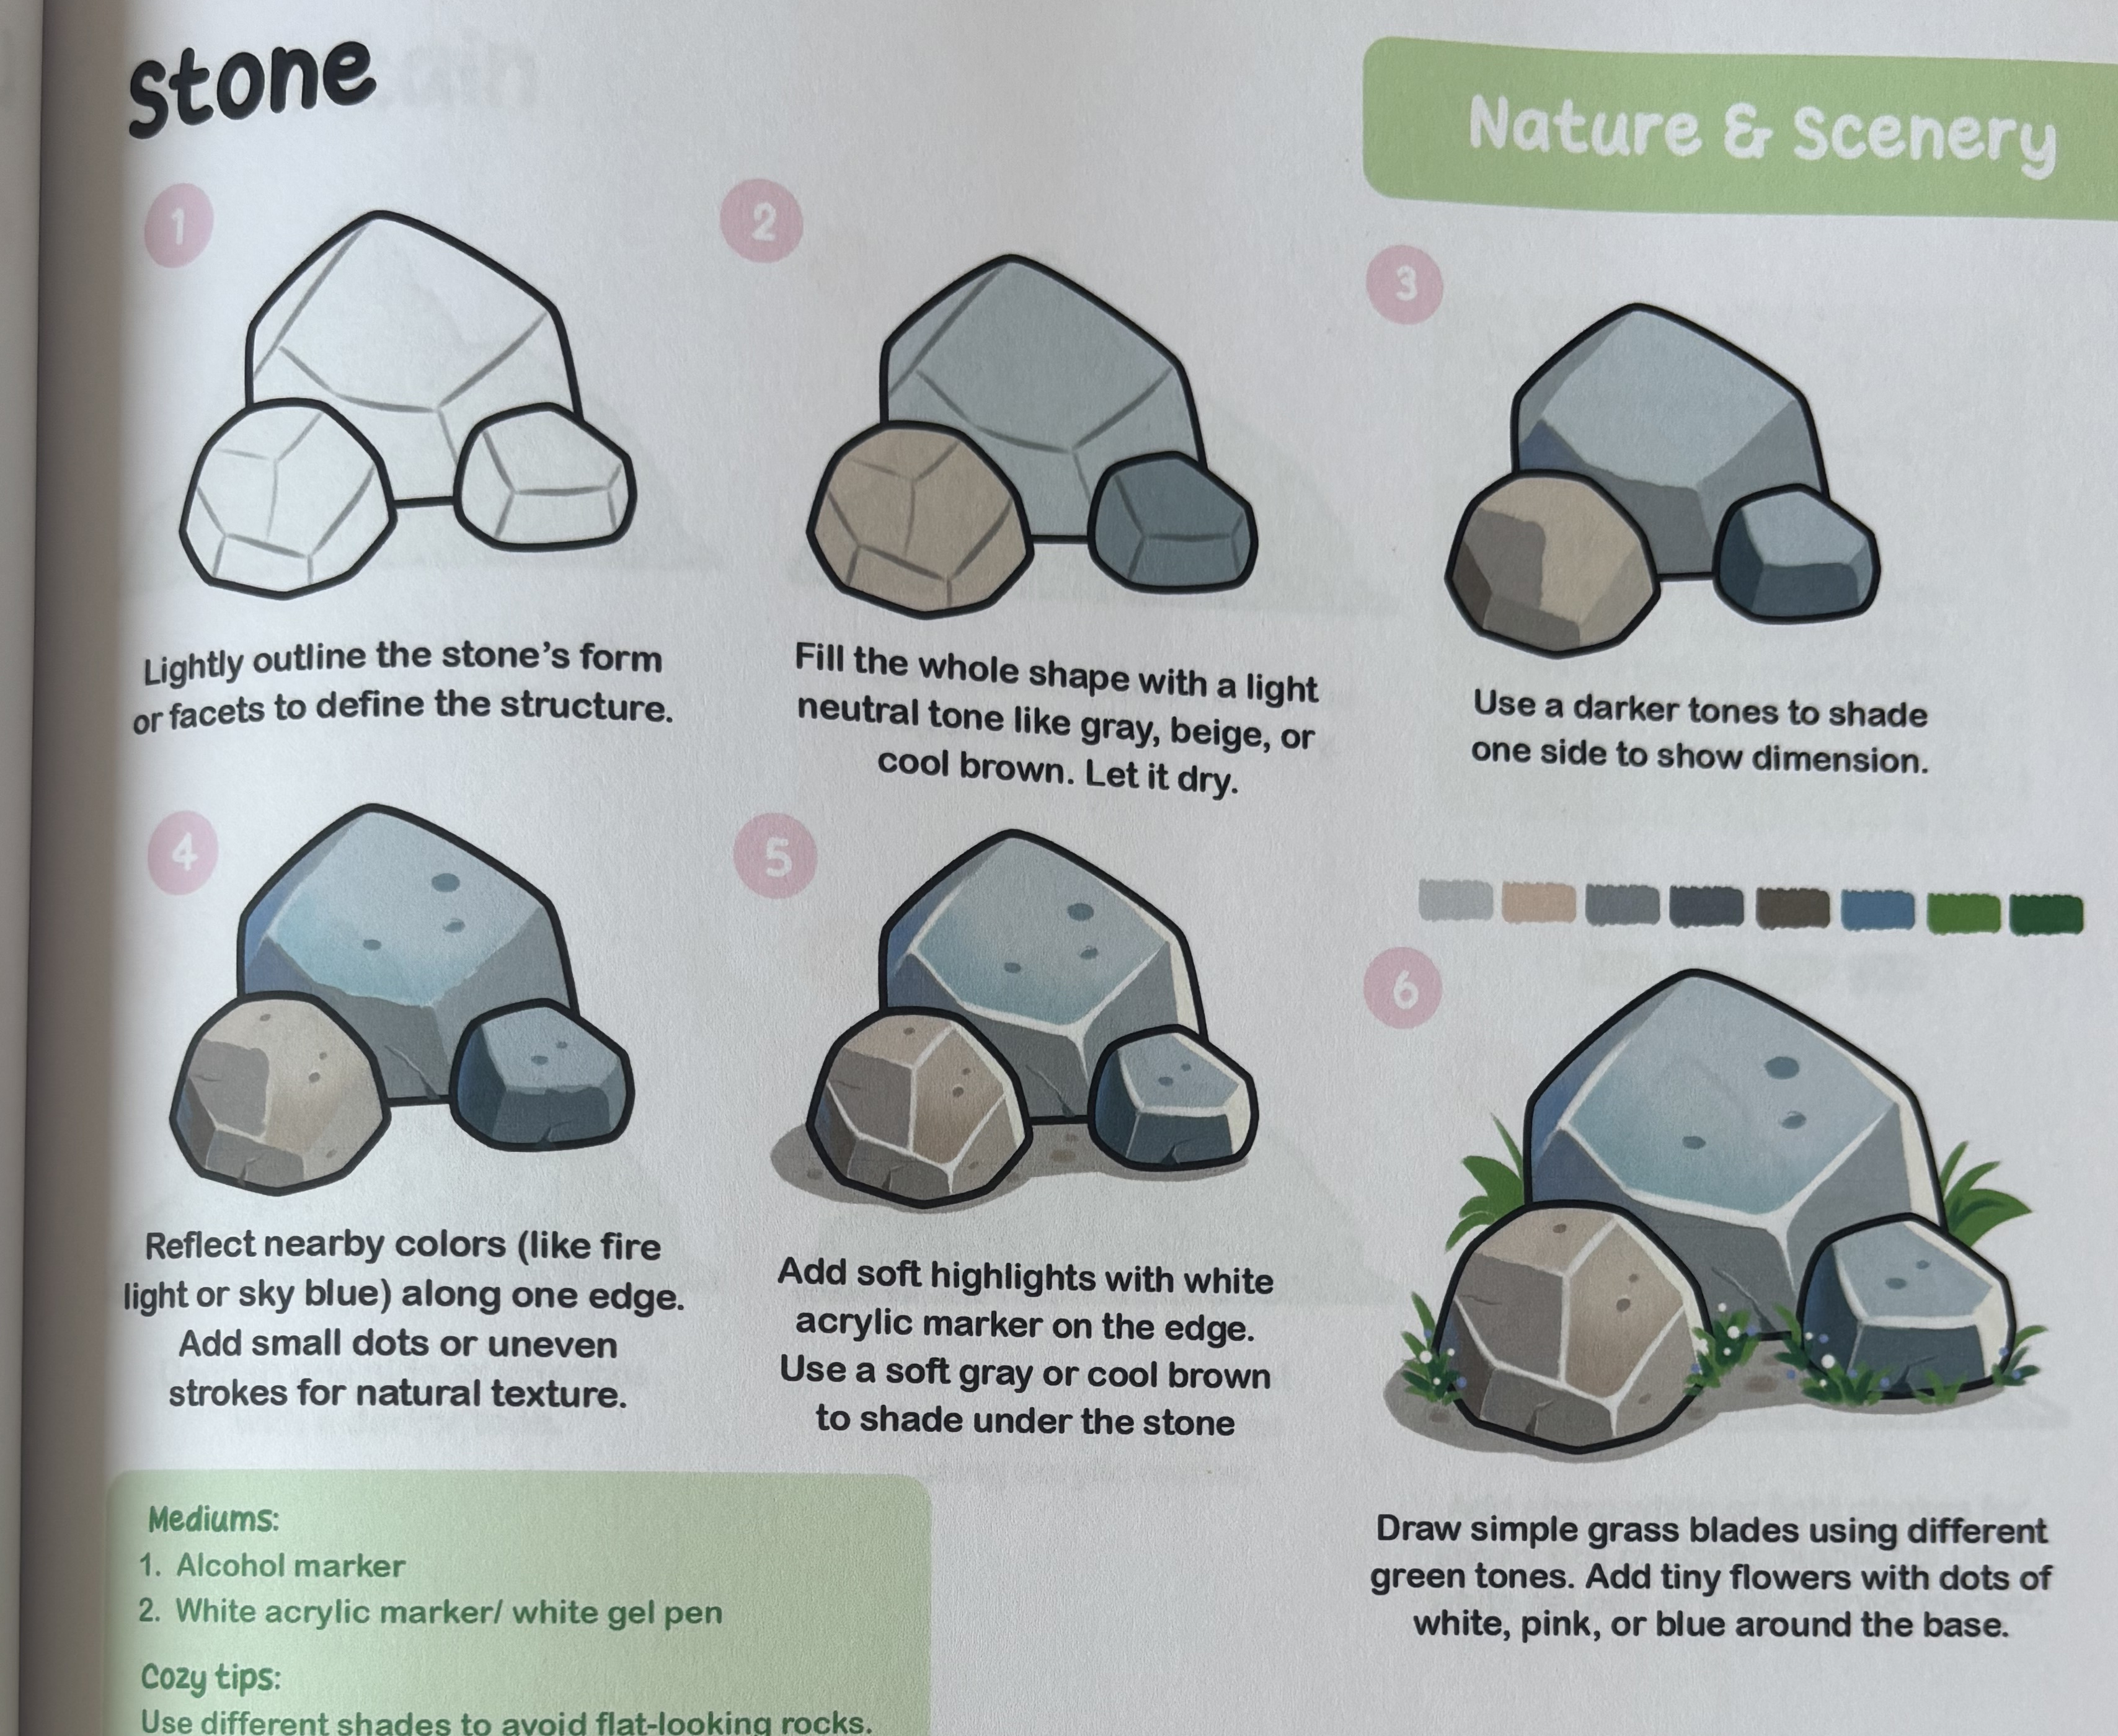 stone
Nature & Scenery
1
Lightly outline the stone's form
or facets to define the structure.
2
Fill the whole shape with a light
neutral tone like gray, beige, or
cool brown. Let it dry.
3
Use a darker tones to shade
one side to show dimension.
4
Reflect nearby colors (like fire
light or sky blue) along one edge.
Add small dots or uneven
strokes for natural texture.
5
Add soft highlights with white
acrylic marker on the edge.
Use a soft gray or cool brown
to shade under the stone
6
Draw simple grass blades using different
green tones. Add tiny flowers with dots of
white, pink, or blue around the base.
Mediums:
1. Alcohol marker
2. White acrylic marker/ white gel pen
Cozy tips:
Use different shades to avoid flat-looking rocks.